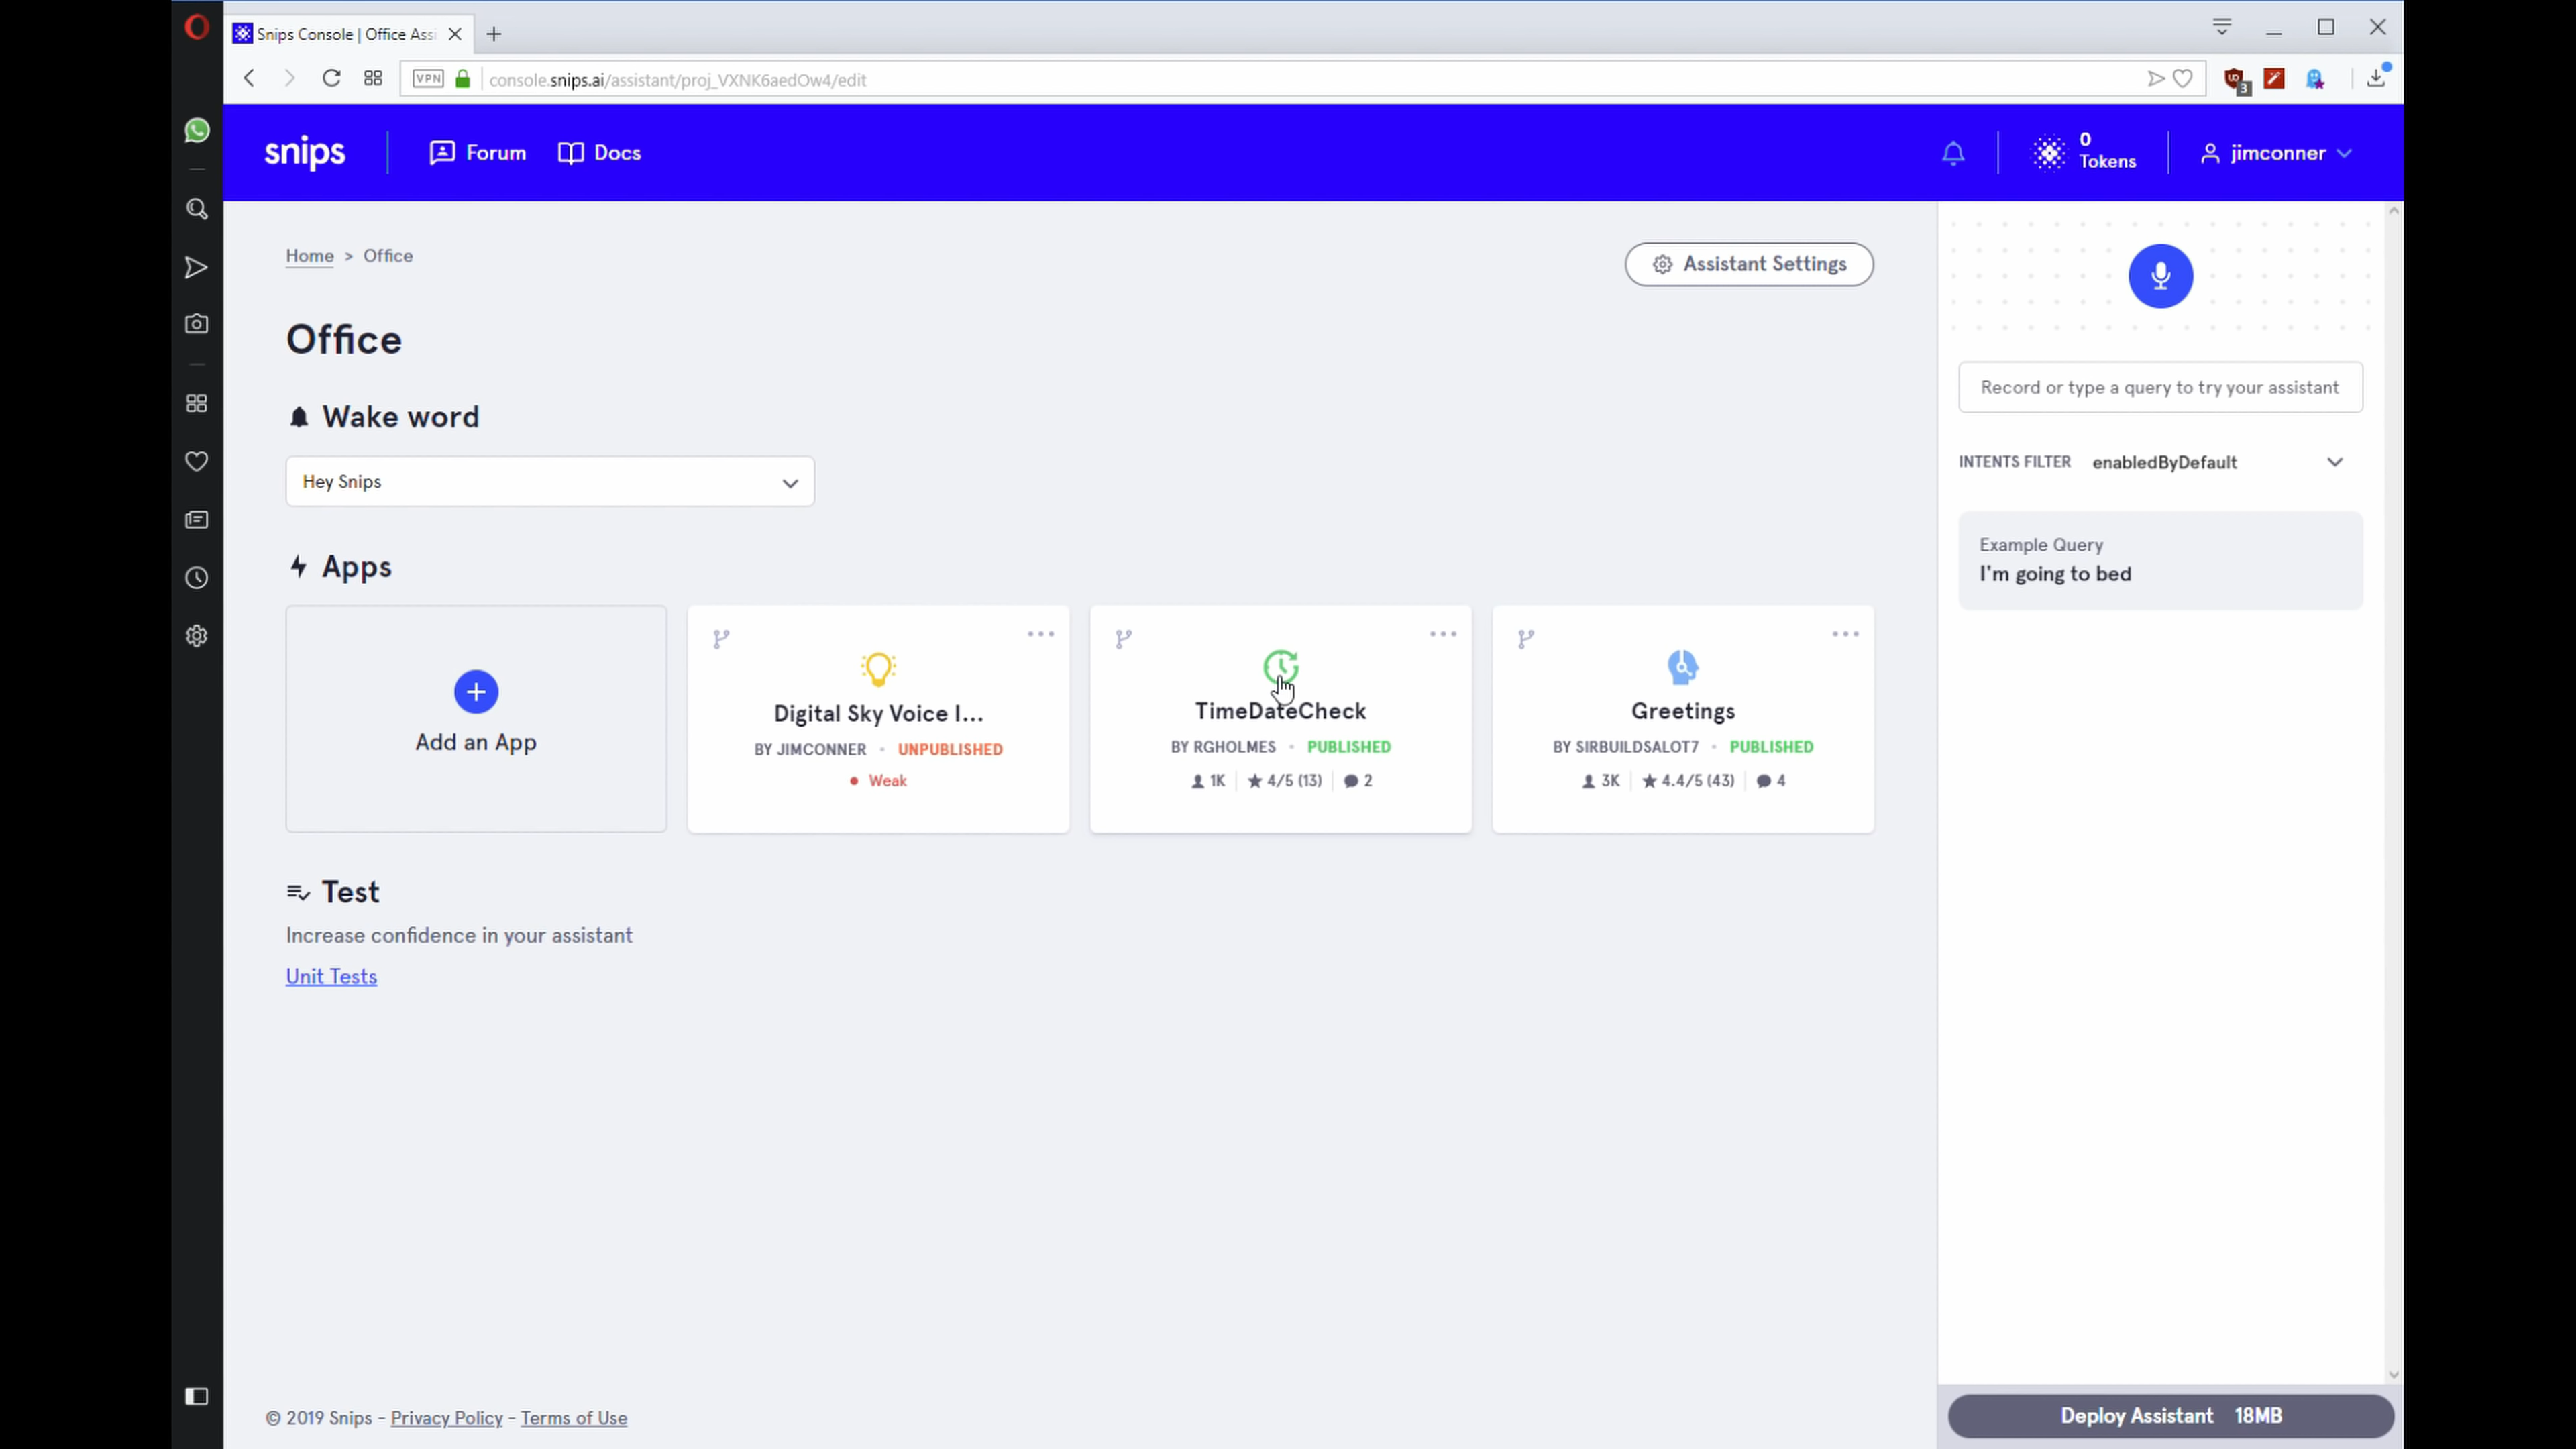 Snips Console | Office Assi
VPN
console.snips.ai/assistant/proj_VXNK6aedOw4/edit
3
snips
Forum
Docs
0
Tokens
jimconner
Home > Office
Assistant Settings
Office
Wake word
Hey Snips
Apps
Add an App
Digital Sky Voice I...
BY JIMCONNER • UNPUBLISHED
Weak
TimeDateCheck
BY RGHOLMES • PUBLISHED
1K 4/5 (13) 2
Greetings
BY SIRBUILDSALOT7 • PUBLISHED
3K 4.4/5 (43) 4
Test
Increase confidence in your assistant
Unit Tests
Record or type a query to try your assistant
INTENTS FILTER enabledByDefault
Example Query
I'm going to bed
© 2019 Snips - Privacy Policy - Terms of Use
Deploy Assistant 18MB